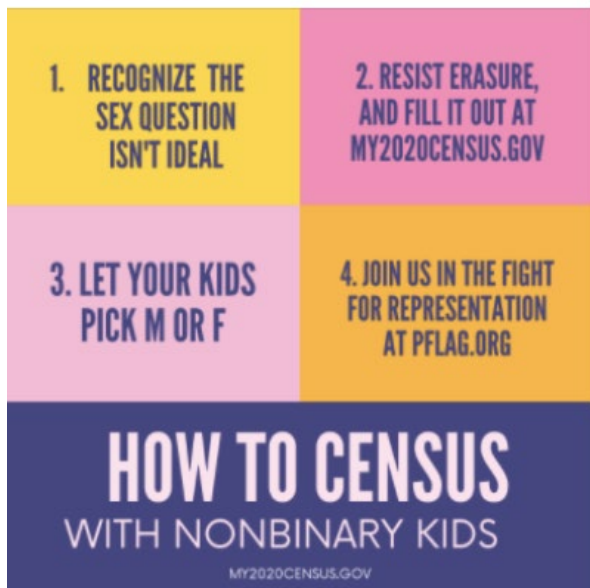 1. RECOGNIZE THE
SEX QUESTION
ISN'T IDEAL
2. RESIST ERASURE,
AND FILL IT OUT AT
MY2020CENSUS.GOV
3. LET YOUR KIDS
PICK M OR F
4. JOIN US IN THE FIGHT
FOR REPRESENTATION
AT PFLAG.ORG
HOW TO CENSUS
WITH NONBINARY KIDS
MY2020CENSUS.GOV